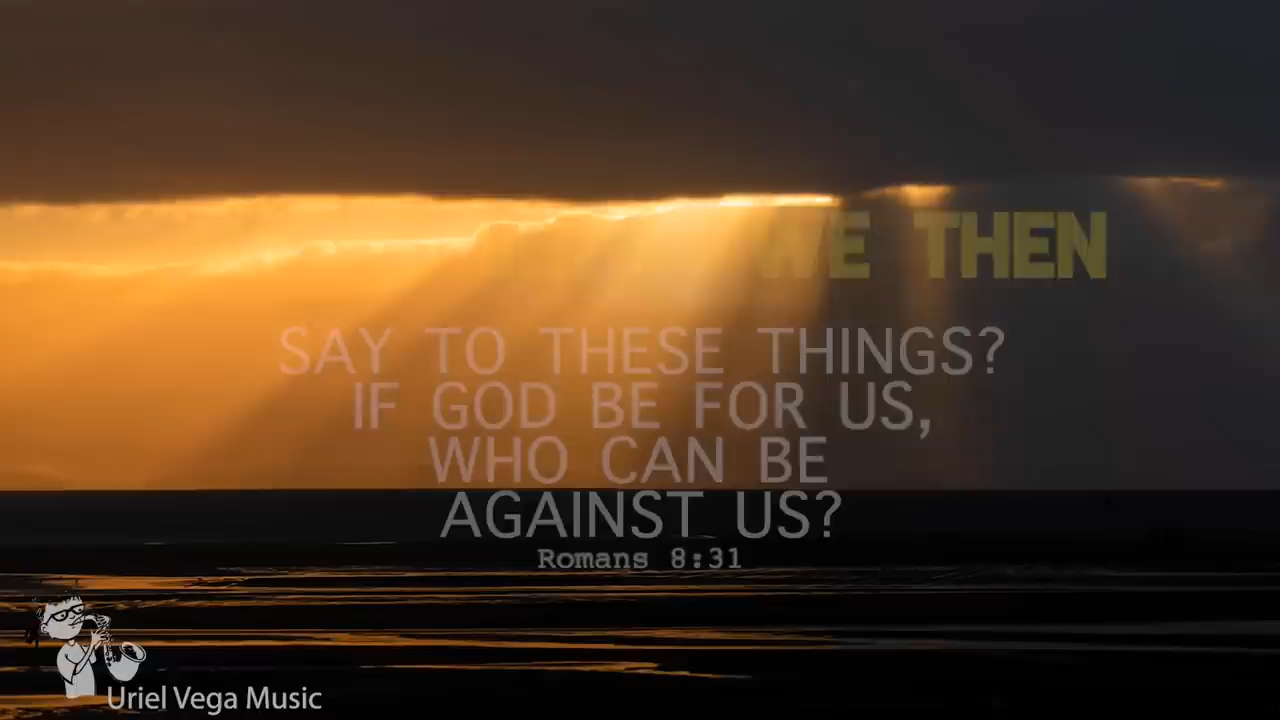 WE THEN
SAY TO THESE THINGS?
IF GOD BE FOR US,
WHO CAN BE
AGAINST US?
Romans 8:31
Uriel Vega Music